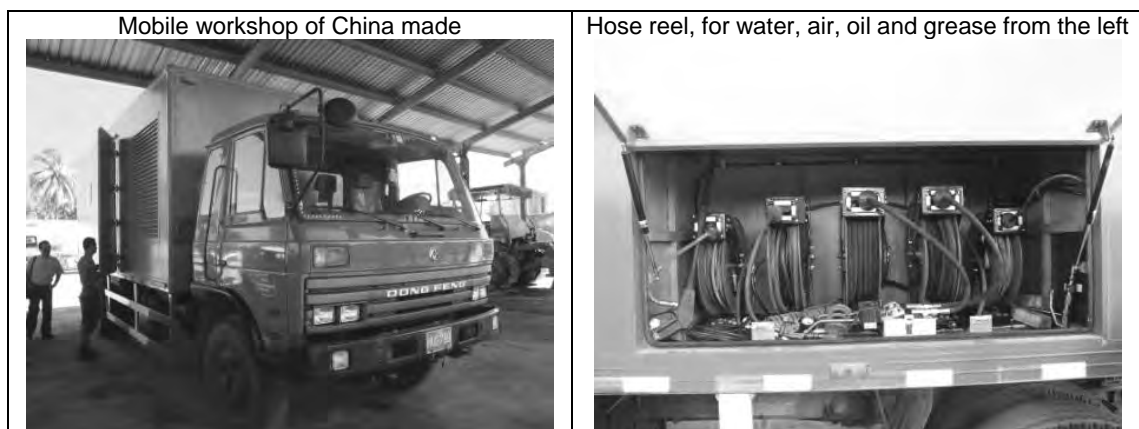 Mobile workshop of China made
Hose reel, for water, air, oil and grease from the left
DONG FENG